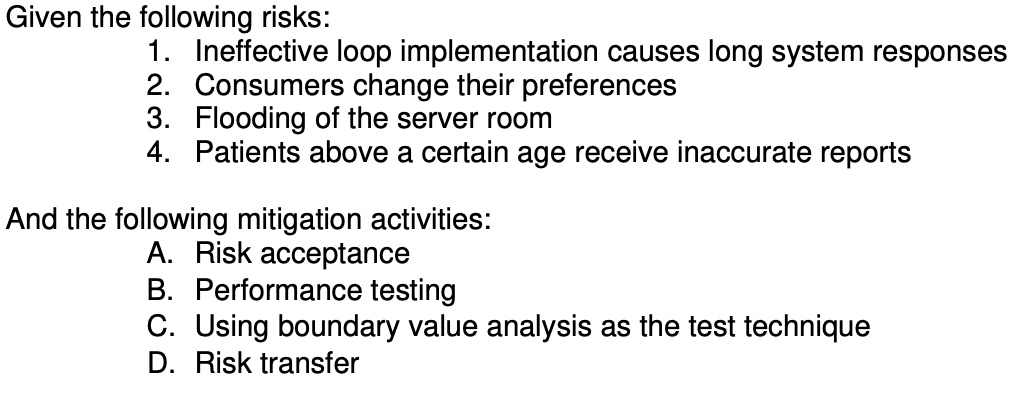 Given the following risks:
1. Ineffective loop implementation causes long system responses
2. Consumers change their preferences
3. Flooding of the server room
4. Patients above a certain age receive inaccurate reports
And the following mitigation activities:
A. Risk acceptance
B. Performance testing
C. Using boundary value analysis as the test technique
D. Risk transfer